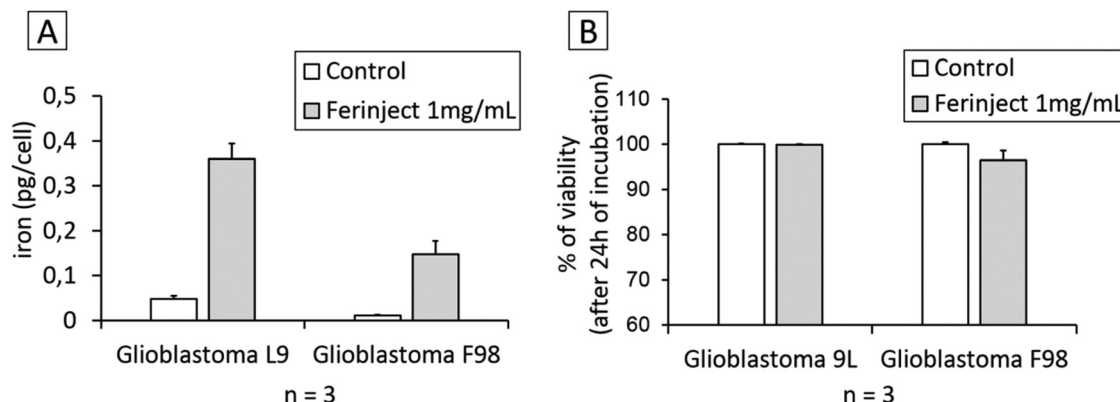 A
Control
Ferinject 1mg/mL
iron (pg/cell)
0,5
0,4
0,3
0,2
0,1
0
Glioblastoma L9 Glioblastoma F98
n = 3
B
Control
Ferinject 1mg/mL
% of viability
(after 24h of incubation)
110
100
90
80
70
60
Glioblastoma 9L Glioblastoma F98
n = 3